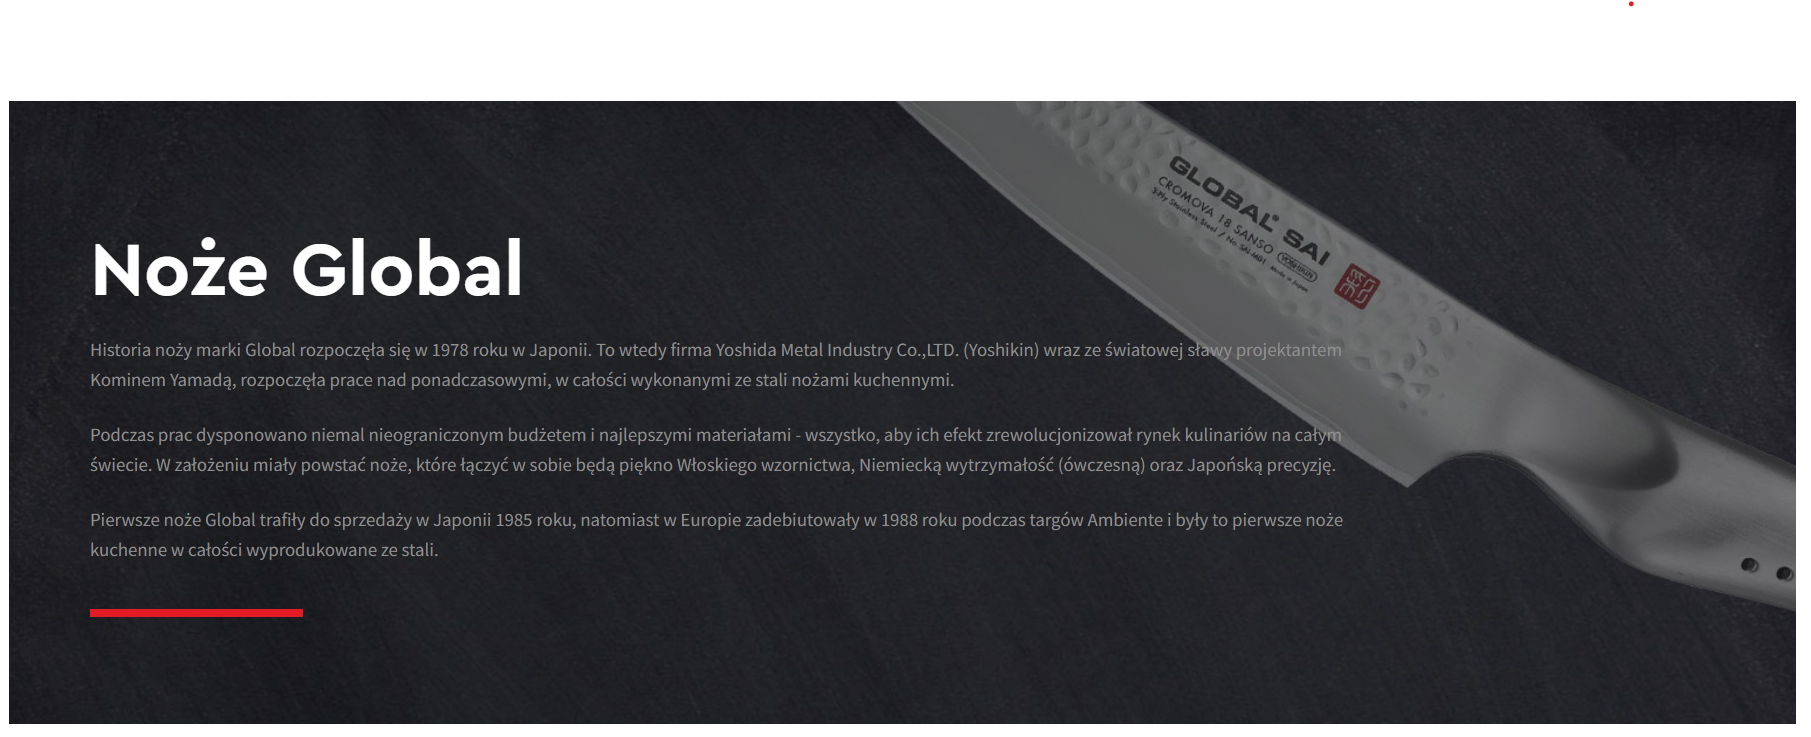 GLOBAL® SAI
CROMOVA 18 SANSO
3-Ply Stainless Steel / No. SAI-M01 Made in Japan
YOSHIKIN
Noże Global
Historia noży marki Global rozpoczęła się w 1978 roku w Japonii. To wtedy firma Yoshida Metal Industry Co.,LTD. (Yoshikin) wraz ze światowej sławy projektantem
Kominem Yamadą, rozpoczęła prace nad ponadczasowymi, w całości wykonanymi ze stali nożami kuchennymi.
Podczas prac dysponowano niemal nieograniczonym budżetem i najlepszymi materiałami - wszystko, aby ich efekt zrewolucjonizował rynek kulinariów na całym
świecie. W założeniu miały powstać noże, które łączyć w sobie będą piękno Włoskiego wzornictwa, Niemiecką wytrzymałość (ówczesną) oraz Japońską precyzję.
Pierwsze noże Global trafiły do sprzedaży w Japonii 1985 roku, natomiast w Europie zadebiutowały w 1988 roku podczas targów Ambiente i były to pierwsze noże
kuchenne w całości wyprodukowane ze stali.